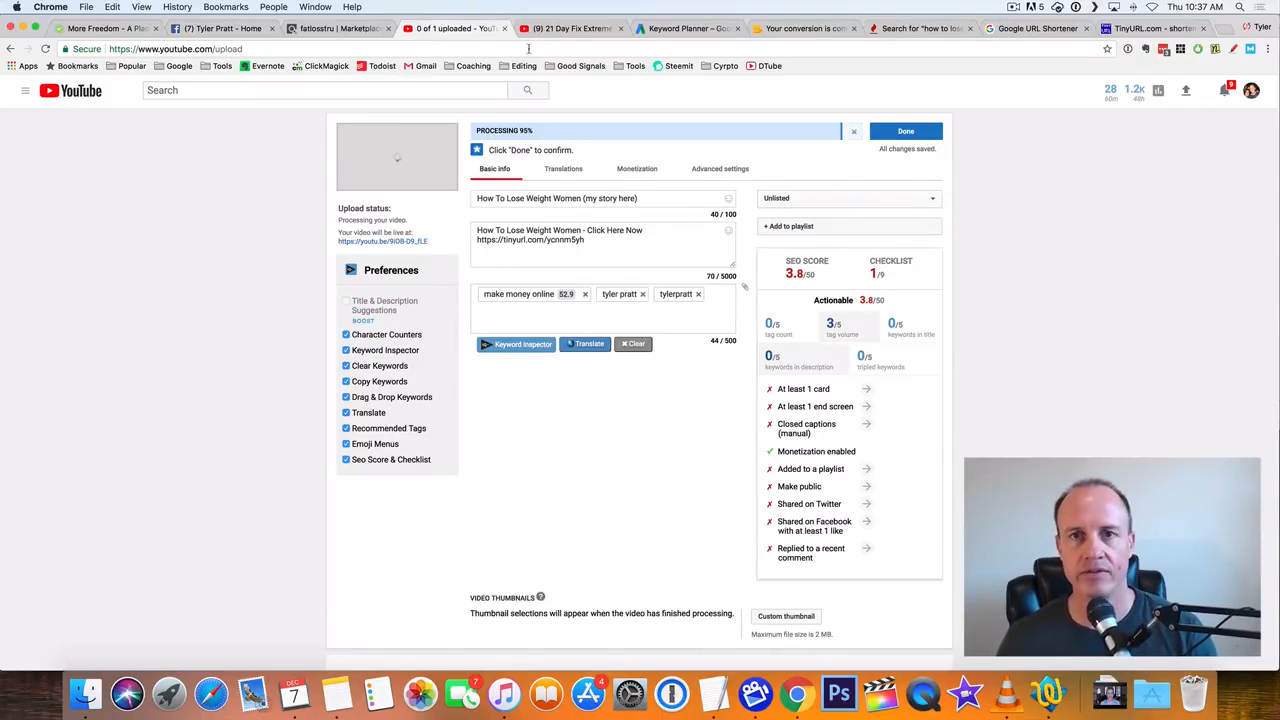 Chrome File Edit View History Bookmarks People Window Help
5 Thu 10:37 AM
More Freedom - A Plac
Tyler Pratt - Home
fatlosstru | Marketplac
0 of 1 uploaded - YouT
(9) 21 Day Fix Extreme
Keyword Planner – Goo
Your conversion is com
Search for "how to lose
Google URL Shortener
TinyURL.com - shorten
Tyler
Secure https://www.youtube.com/upload
Apps Bookmarks Popular Google Tools Evernote ClickMagick Todoist Gmail Coaching Editing Good Signals Tools Steemit Cyrpto DTube
YouTube
Search
28
60m
1.2K
48h
9
PROCESSING 95%
Done
Click "Done" to confirm.
All changes saved.
Basic info Translations Monetization Advanced settings
Upload status:
Processing your video.
Your video will be live at:
https://youtu.be/9iOB-D9_fLE
How To Lose Weight Women (my story here)
40 / 100
How To Lose Weight Women - Click Here Now
https://tinyurl.com/ycnnm5yh
70 / 5000
make money online 52.9
tyler pratt
tylerpratt
Keyword Inspector
Translate
Clear
44 / 500
Preferences
Title & Description
Suggestions
BOOST
Character Counters
Keyword Inspector
Clear Keywords
Copy Keywords
Drag & Drop Keywords
Translate
Recommended Tags
Emoji Menus
Seo Score & Checklist
Unlisted
+ Add to playlist
SEO SCORE
3.8/50
CHECKLIST
1/9
Actionable 3.8/50
0/5
tag count
3/5
tag volume
0/5
keywords in title
0/5
keywords in description
0/5
tripled keywords
At least 1 card
At least 1 end screen
Closed captions
(manual)
Monetization enabled
Added to a playlist
Make public
Shared on Twitter
Shared on Facebook
with at least 1 like
Replied to a recent
comment
VIDEO THUMBNAILS
Thumbnail selections will appear when the video has finished processing.
Custom thumbnail
Maximum file size is 2 MB.
DEC
7
7
4
Ps